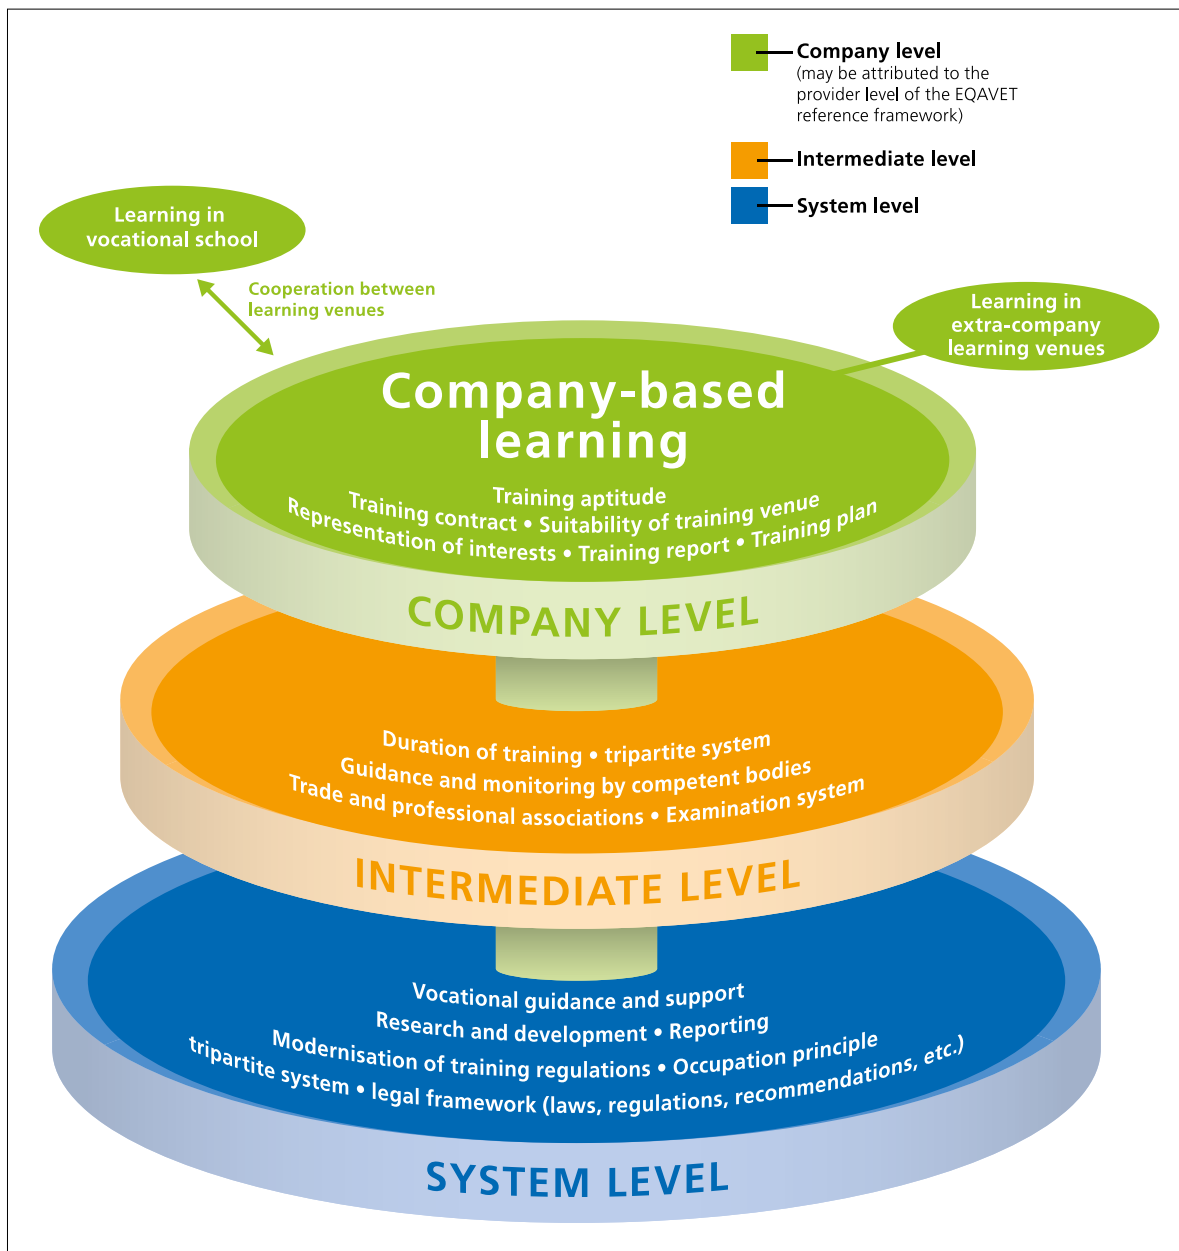 Company level
(may be attributed to the
provider level of the EQAVET
reference framework)
Intermediate level
System level
Learning in
vocational school
Cooperation between
learning venues
Learning in
extra-company
learning venues
Company-based
learning
Training aptitude
Training contract • Suitability of training venue
Representation of interests • Training report • Training plan
COMPANY LEVEL
Duration of training • tripartite system
Guidance and monitoring by competent bodies
Trade and professional associations • Examination system
INTERMEDIATE LEVEL
Vocational guidance and support
Research and development • Reporting
Modernisation of training regulations • Occupation principle
tripartite system • legal framework (laws, regulations, recommendations, etc.)
SYSTEM LEVEL